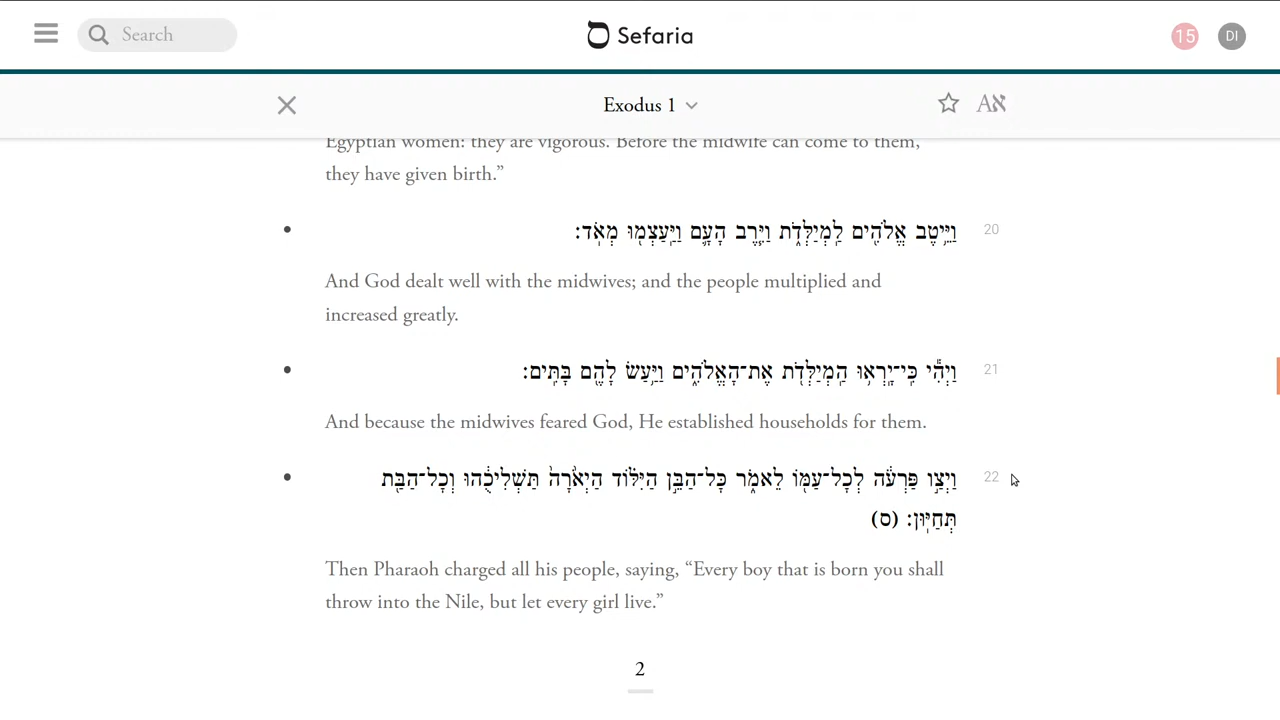 Search
Sefaria
15
DI
Exodus 1
Aא
Egyptian women: they are vigorous. Before the midwife can come to them,
they have given birth.”
וַיֵּ֥יטֶב אֱלֹהִ֖ים לַֽמְיַלְּדֹ֑ת וַיִּ֧רֶב הָעָ֛ם וַיַּֽעַצְמ֖וּ מְאֹֽד׃
20
And God dealt well with the midwives; and the people multiplied and
increased greatly.
וַיְהִ֕י כִּֽי־יָֽרְא֥וּ הַֽמְיַלְּדֹ֖ת אֶת־הָאֱלֹהִ֑ים וַיַּ֥עַשׂ לָהֶ֖ם בָּתִּֽים׃
21
And because the midwives feared God, He established households for them.
וַיְצַ֣ו פַּרְעֹ֔ה לְכָל־עַמּ֖וֹ לֵאמֹ֑ר כָּל־הַבֵּ֣ן הַיִּלּ֗וֹד הַיְאֹ֙רָה֙ תַּשְׁלִיכֻ֔הוּ וְכָל־הַבַּ֖ת
22
תְּחַיּֽוּן׃ (ס)
Then Pharaoh charged all his people, saying, “Every boy that is born you shall
throw into the Nile, but let every girl live.”
2